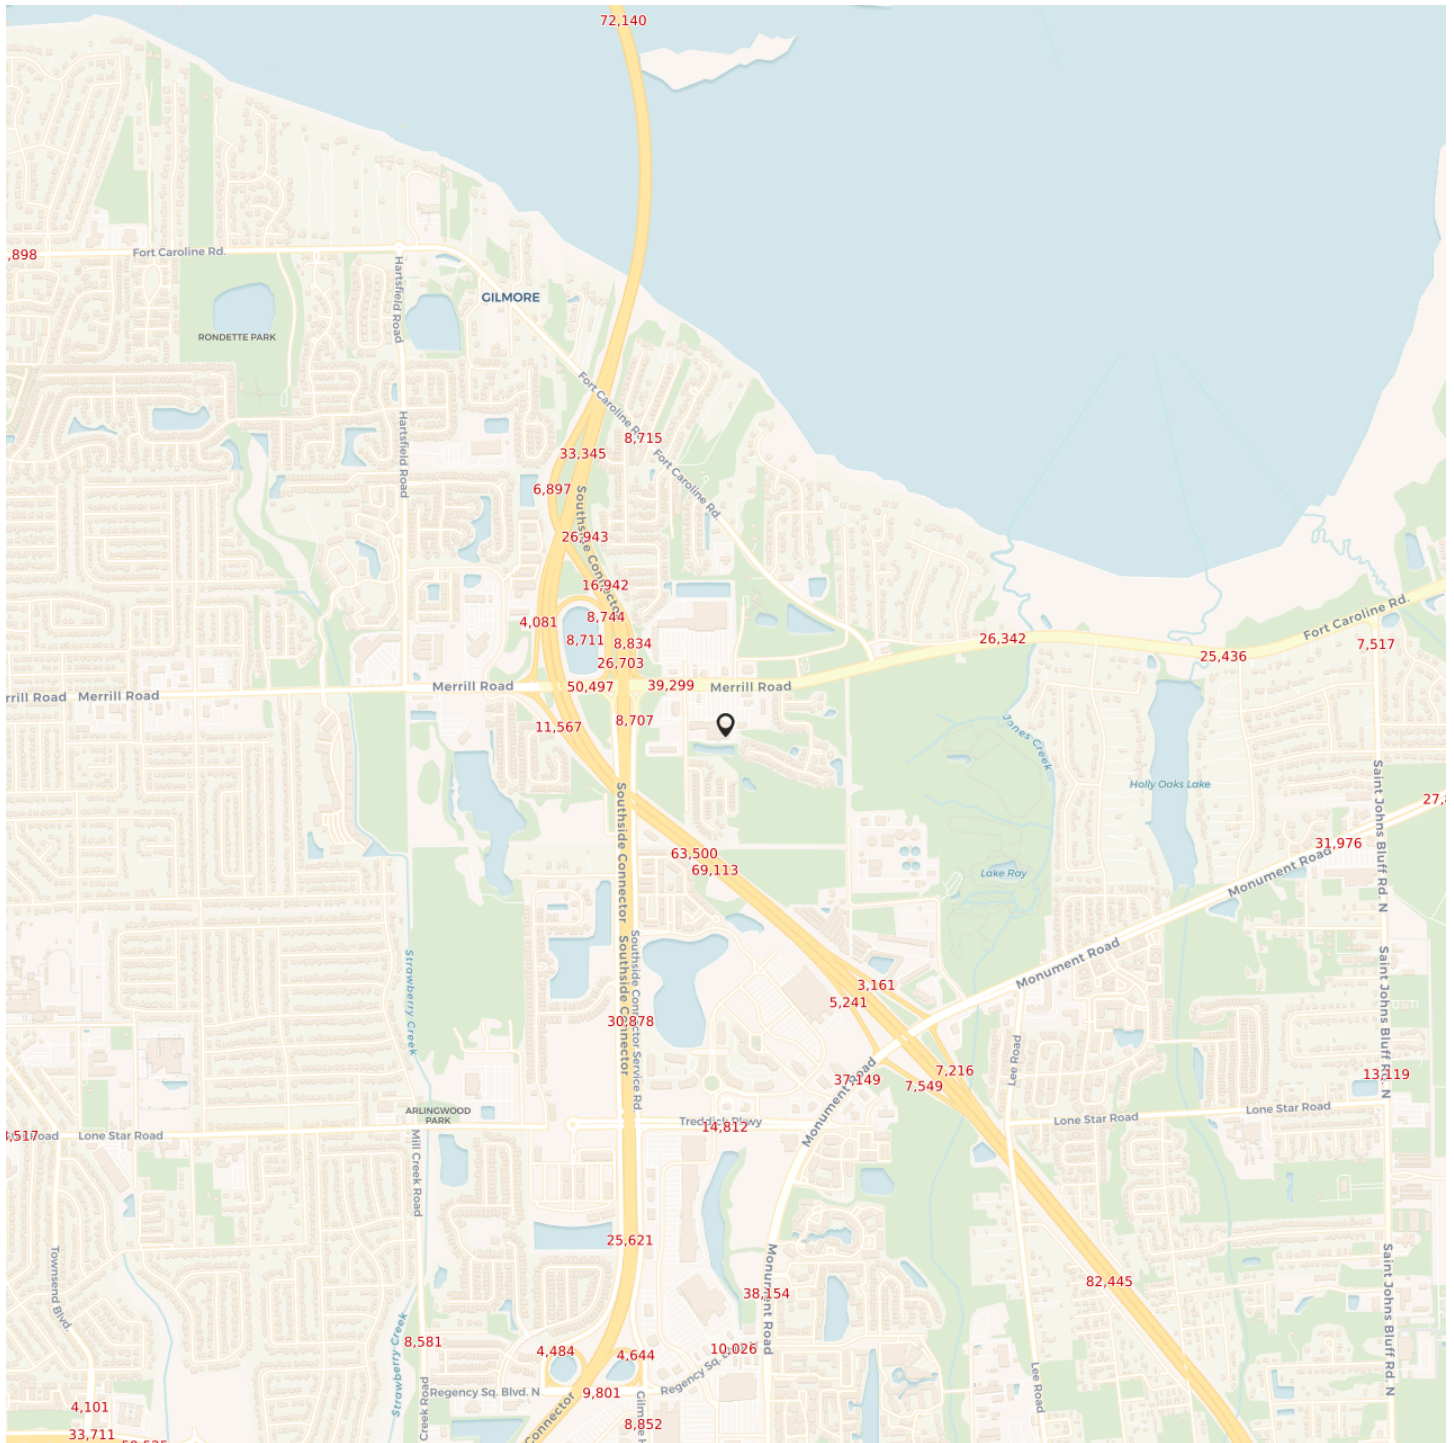 72,140
,898
Fort Caroline Rd.
Hartsfield Road
GILMORE
RONDETTE PARK
Fort Caroline Rd.
8,715
Hartsfield Road
33,345
Fort Caroline Rd.
6,897
Southside Connector
26,943
16,942
8,744
4,081
8,711
8,834
26,703
Fort Caroline Rd.
26,342
7,517
25,436
rrill Road
Merrill Road
Merrill Road
50,497
39,299
Merrill Road
11,567
8,707
Jones Creek
Holly Oaks Lake
Saint Johns Bluff Rd. N
Southside Connector
31,976
Monument Road
63,500
69,113
Lake Ray
Strawberry Creek
Southside Connector
Southside Connector Service Rd.
Monument Road
Saint Johns Bluff Rd. N
3,161
5,241
30,878
Lee Road
37,149
Monument Road
7,216
7,549
13,119
ARLINGWOOD
PARK
Lone Star Road
Lone Star Road
14,812
Lone Star Road
Mill Creek Road
25,621
Townsend Blvd.
Monument Road
38,154
82,445
Saint Johns Bluff Rd. N
8,581
Strawberry Creek
4,484
4,644
10,026
Regency Sq.
Lee Road
Creek Road
Regency Sq. Blvd. N
9,801
4,101
Connector
8,852
33,711